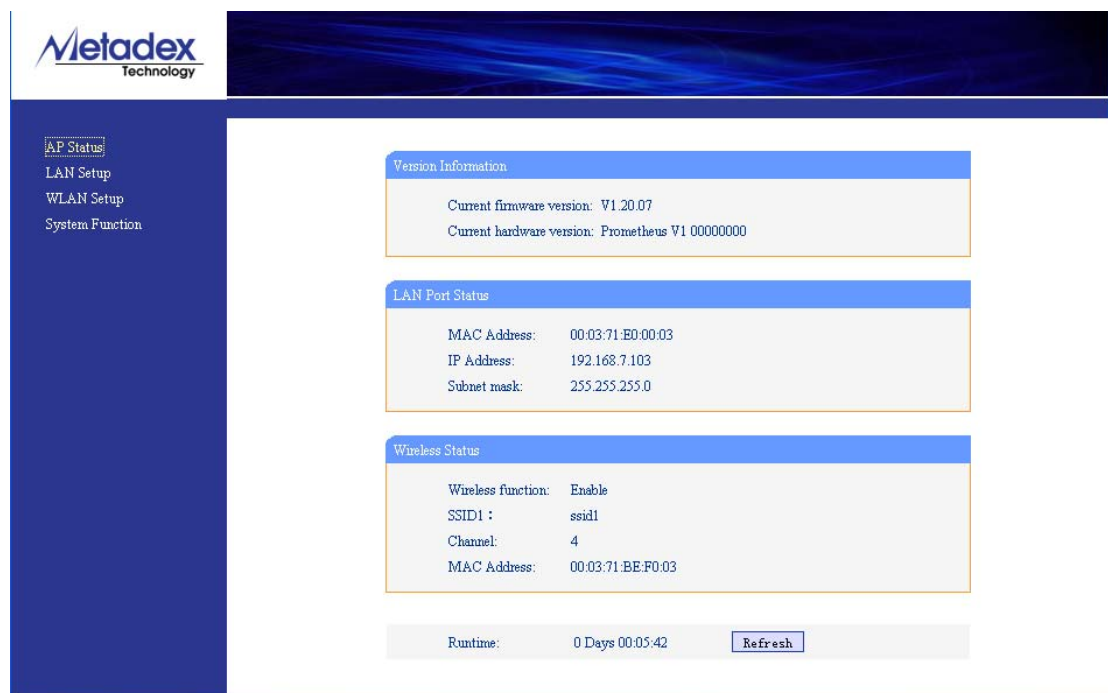 Metadex
Technology
AP Status
LAN Setup
WLAN Setup
System Function
Version Information
Current firmware version: V1.20.07
Current hardware version: Prometheus V1 00000000
LAN Port Status
MAC Address: 00:03:71:E0:00:03
IP Address: 192.168.7.103
Subnet mask: 255.255.255.0
Wireless Status
Wireless function: Enable
SSID1： ssid1
Channel: 4
MAC Address: 00:03:71:BE:F0:03
Runtime: 0 Days 00:05:42 Refresh